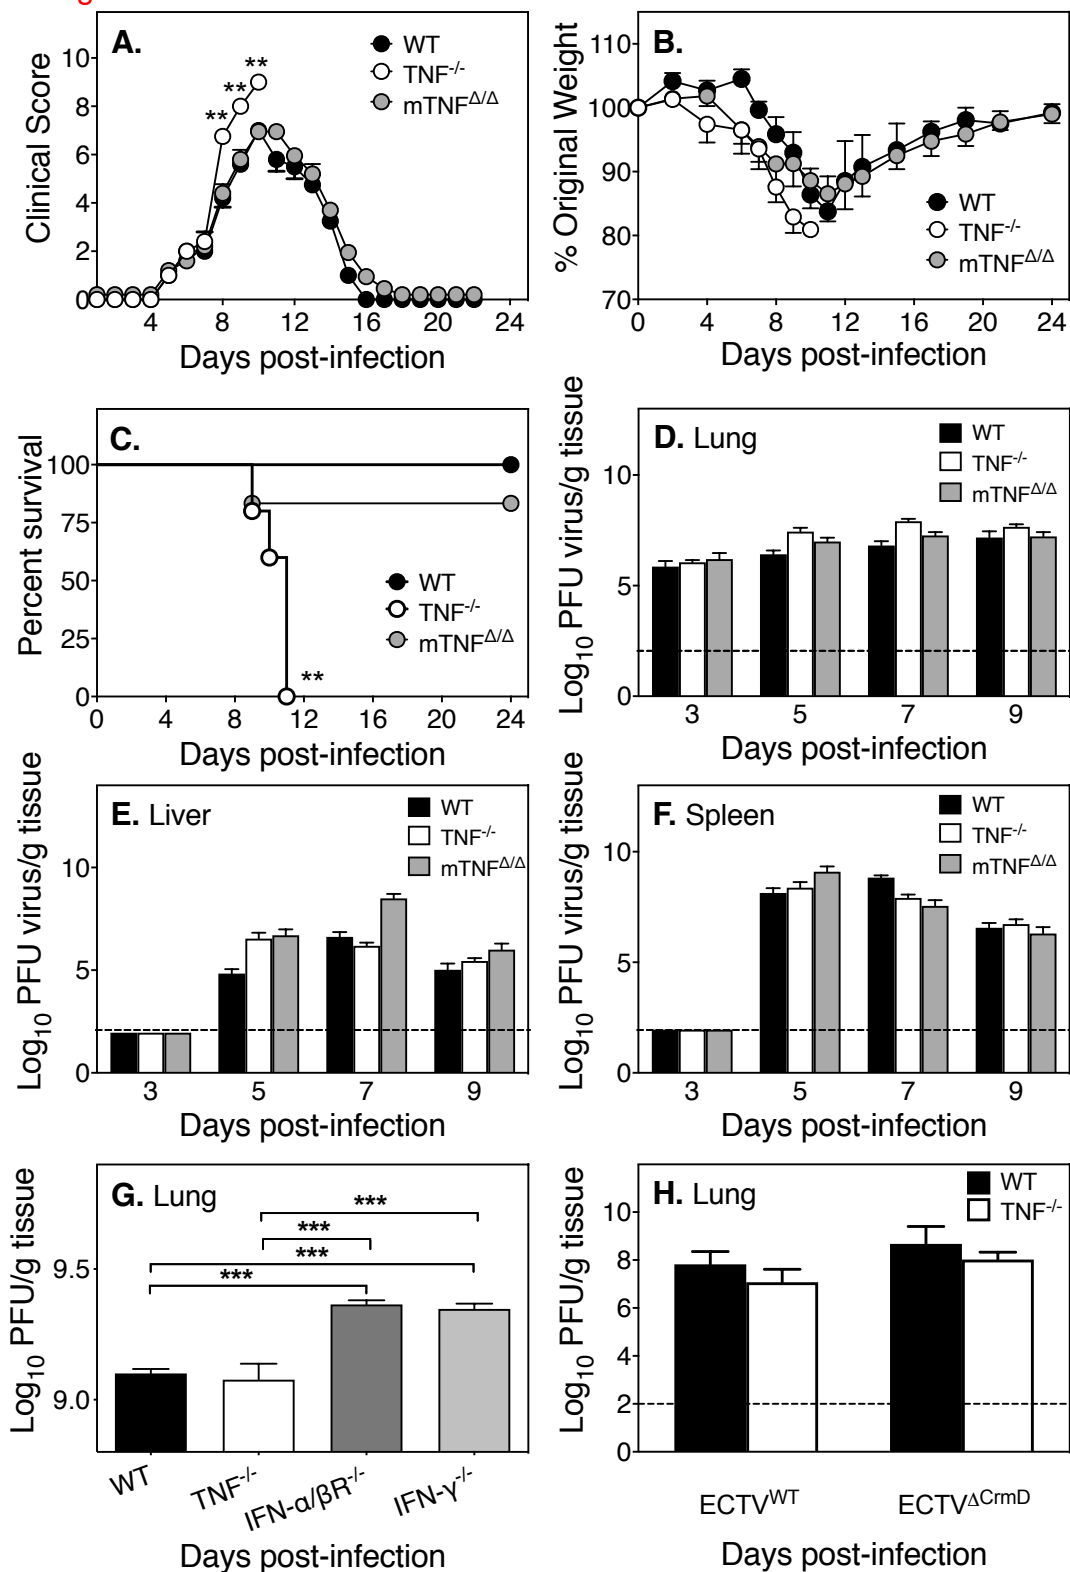 A.
WT
TNF-/-
mTNFΔ/Δ
Clinical Score
10
8
6
4
2
0
**
**
**
4
8
12
16
20
24
Days post-infection
B.
% Original Weight
110
100
90
80
70
WT
TNF-/-
mTNFΔ/Δ
0
4
8
12
16
20
24
Days post-infection
C.
Percent survival
100
75
50
25
0
WT
TNF-/-
mTNFΔ/Δ
**
0
4
8
12
16
20
24
Days post-infection
D. Lung
Log10 PFU virus/g tissue
10
5
0
WT
TNF-/-
mTNFΔ/Δ
3
5
7
9
Days post-infection
E. Liver
Log10 PFU virus/g tissue
10
5
0
WT
TNF-/-
mTNFΔ/Δ
3
5
7
9
Days post-infection
F. Spleen
Log10 PFU virus/g tissue
10
5
0
WT
TNF-/-
mTNFΔ/Δ
3
5
7
9
Days post-infection
G. Lung
Log10 PFU/g tissue
9.5
9.0
***
***
***
***
WT
TNF-/-
IFN-α/βR-/-
IFN-γ-/-
Days post-infection
H. Lung
Log10 PFU/g tissue
10
8
6
4
2
0
WT
TNF-/-
ECTVWT
ECTVΔCrmD
Days post-infection